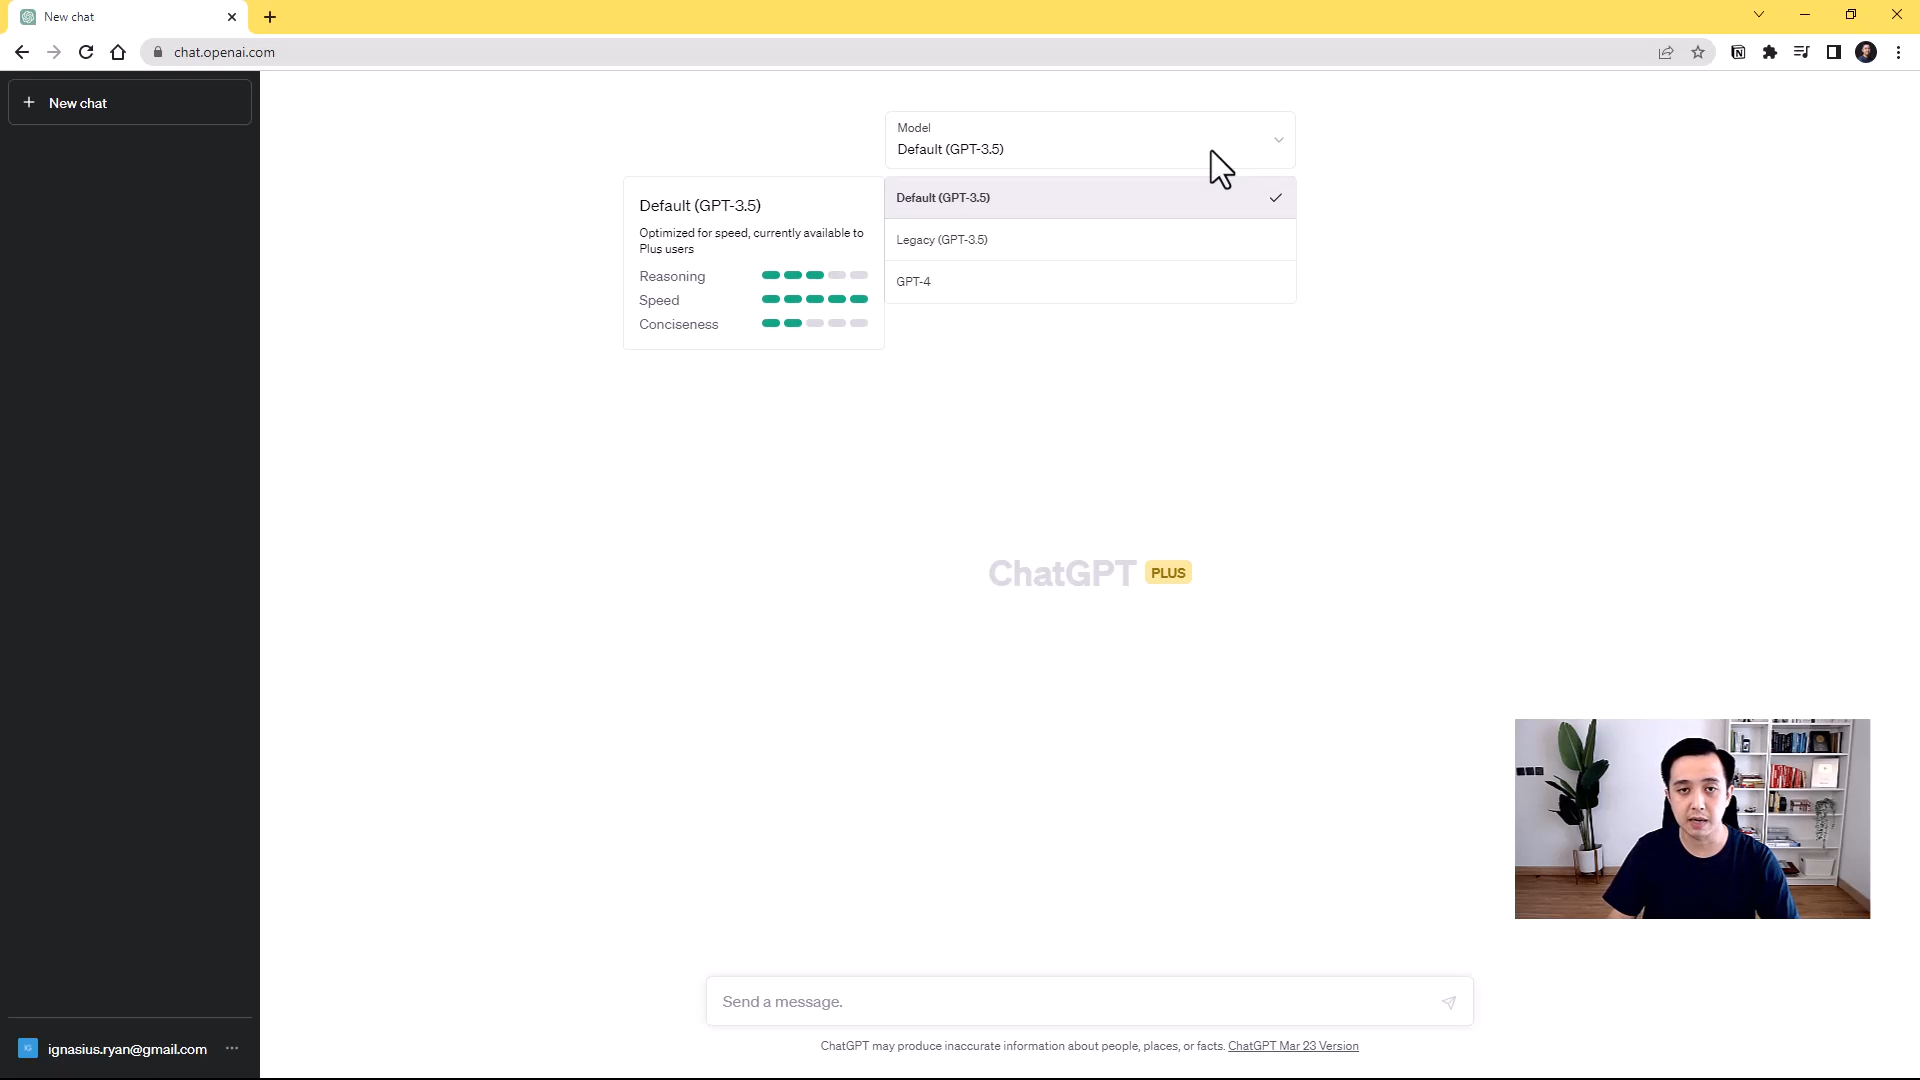 New chat
chat.openai.com
New chat
Model
Default (GPT-3.5)
Default (GPT-3.5)
Legacy (GPT-3.5)
GPT-4
Default (GPT-3.5)
Optimized for speed, currently available to
Plus users
Reasoning
Speed
Conciseness
ChatGPT PLUS
Send a message.
ChatGPT may produce inaccurate information about people, places, or facts. ChatGPT Mar 23 Version
IG
ignasius.ryan@gmail.com